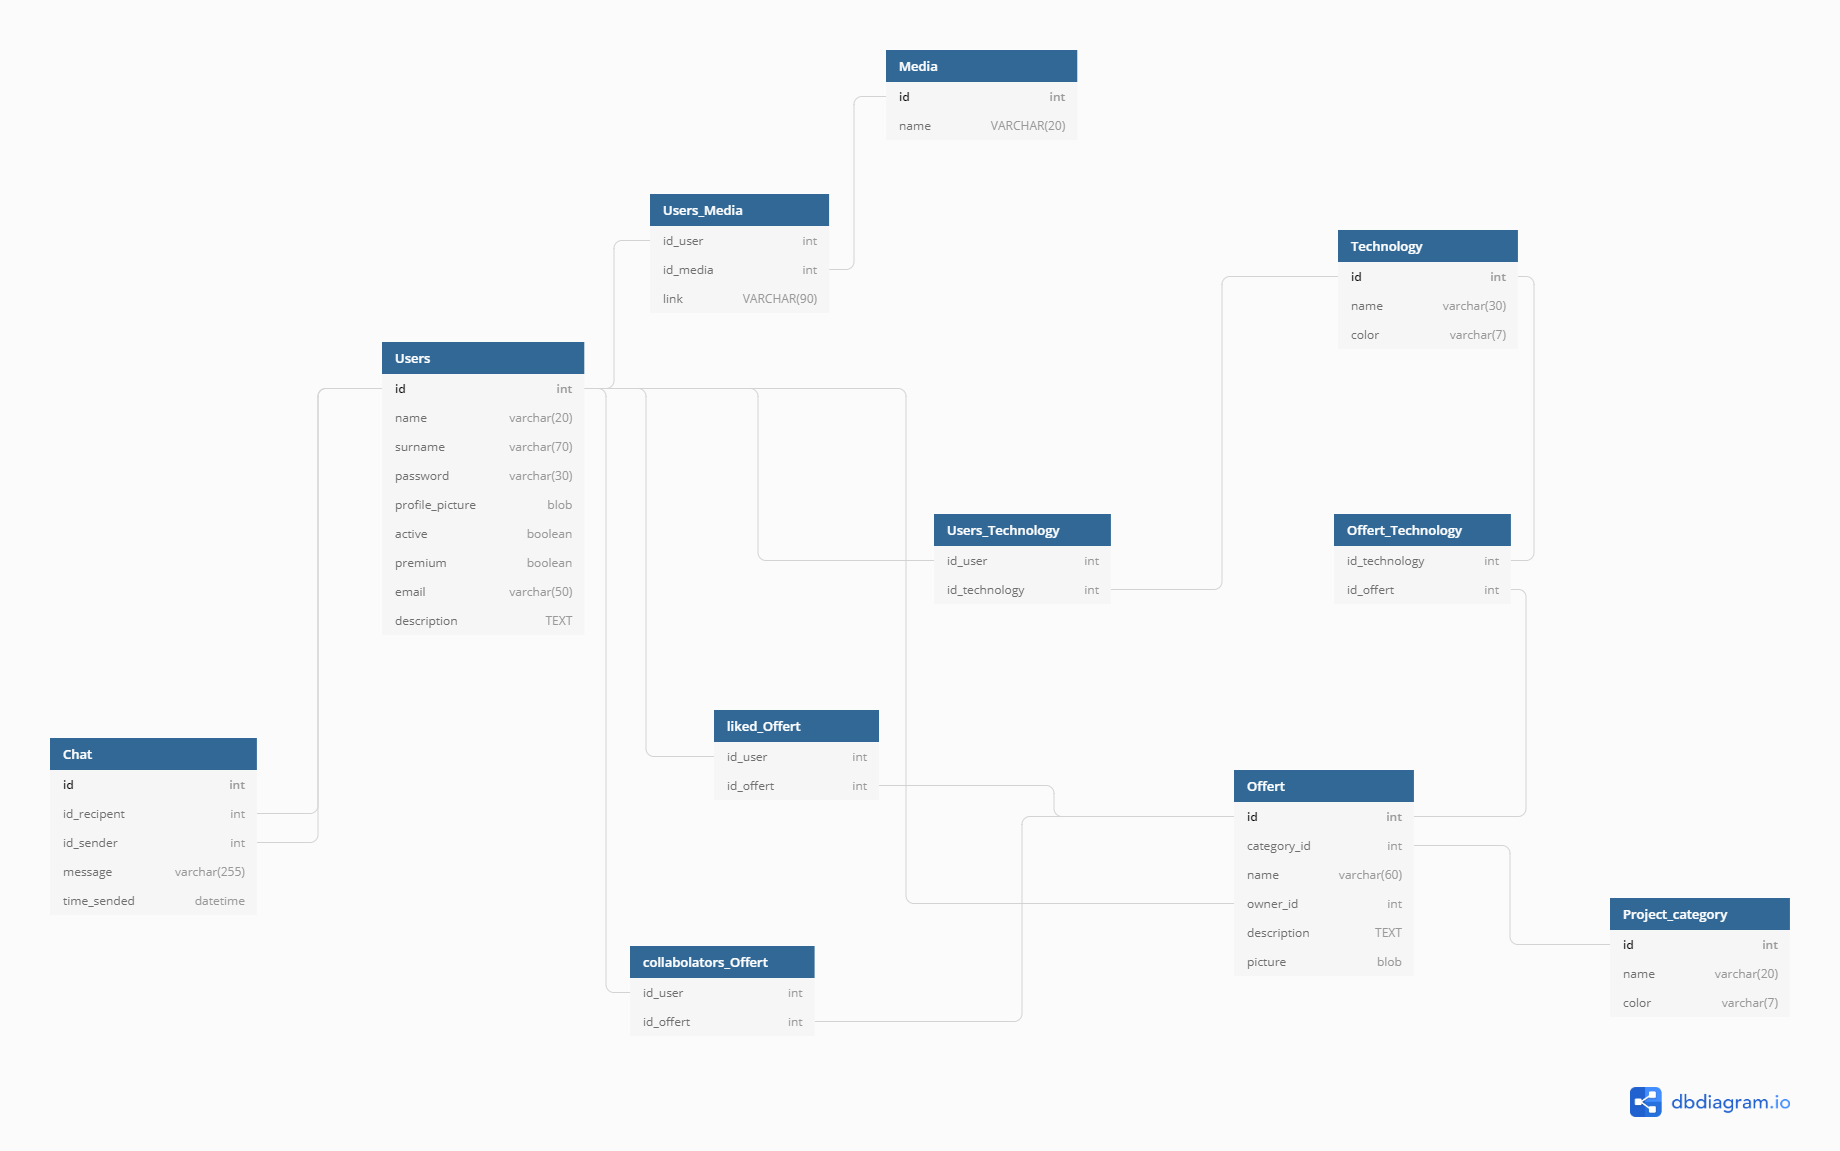 Media
id int
name VARCHAR(20)
Users_Media
id_user int
id_media int
link VARCHAR(90)
Technology
id int
name varchar(30)
color varchar(7)
Users
id int
name varchar(20)
surname varchar(70)
password varchar(30)
profile_picture blob
active boolean
premium boolean
email varchar(50)
description TEXT
Users_Technology
id_user int
id_technology int
Offert_Technology
id_technology int
id_offert int
liked_Offert
id_user int
id_offert int
Chat
id int
id_recipent int
id_sender int
message varchar(255)
time_sended datetime
Offert
id int
category_id int
name varchar(60)
owner_id int
description TEXT
picture blob
Project_category
id int
name varchar(20)
color varchar(7)
collabolators_Offert
id_user int
id_offert int
dbdiagram.io